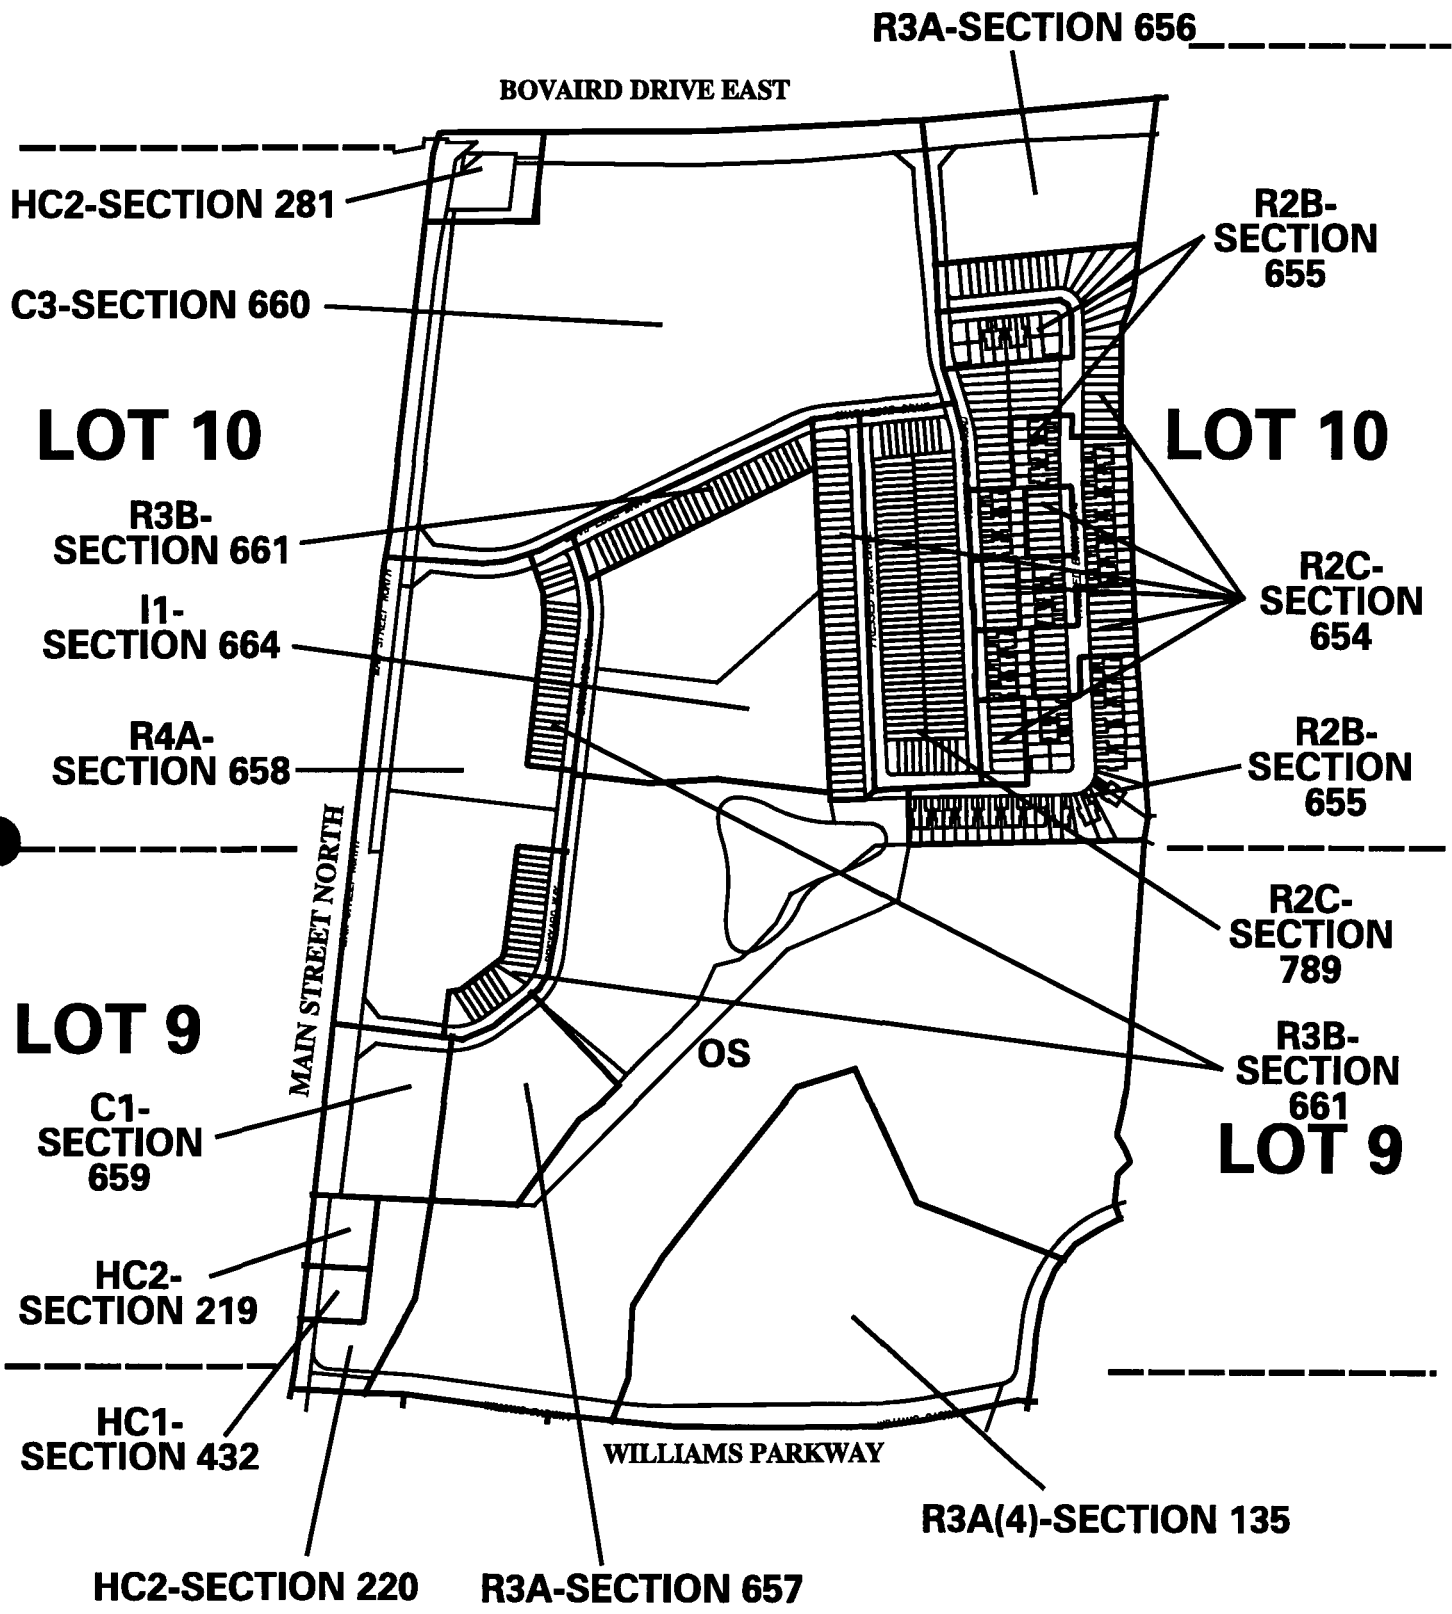 R3A-SECTION 656
BOVAIRD DRIVE EAST
HC2-SECTION 281
R2B-
SECTION
655
C3-SECTION 660
LOT 10
LOT 10
R3B-
SECTION 661
R2C-
SECTION
654
I1-
SECTION 664
R4A-
SECTION 658
R2B-
SECTION
655
MAIN STREET NORTH
R2C-
SECTION
789
LOT 9
OS
R3B-
SECTION
661
C1-
SECTION
659
LOT 9
HC2-
SECTION 219
HC1-
SECTION 432
WILLIAMS PARKWAY
R3A(4)-SECTION 135
HC2-SECTION 220
R3A-SECTION 657